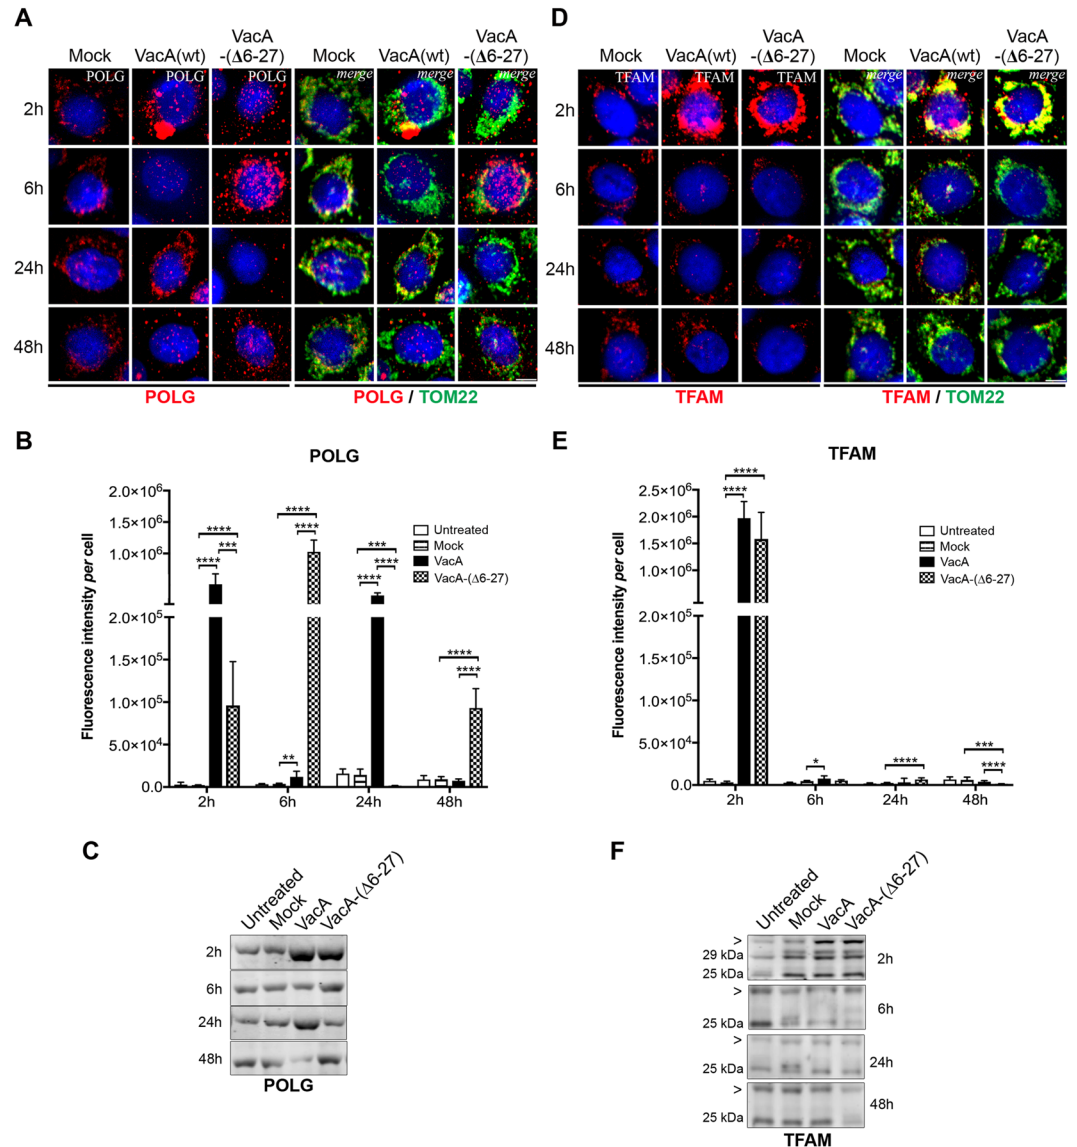 A
Mock
VacA(wt)
VacA
-(Δ6-27)
Mock
VacA(wt)
VacA
-(Δ6-27)
POLG
POLG
POLG
merge
merge
merge
2h
6h
24h
48h
POLG
POLG / TOM22
D
Mock
VacA(wt)
VacA
-(Δ6-27)
Mock
VacA(wt)
VacA
-(Δ6-27)
TFAM
TFAM
TFAM
merge
merge
merge
2h
6h
24h
48h
TFAM
TFAM / TOM22
B
POLG
Fluorescence intensity per cell
2.0×10⁶
1.5×10⁶
1.0×10⁶
2.0×10⁵
1.5×10⁵
1.0×10⁵
5.0×10⁴
0.0
****
***
****
****
****
**
***
****
****
****
****
Untreated
Mock
VacA
VacA-(Δ6-27)
2h
6h
24h
48h
E
TFAM
Fluorescence intensity per cell
2.5×10⁶
2.0×10⁶
1.5×10⁶
1.0×10⁶
2.0×10⁵
1.5×10⁵
1.0×10⁵
5.0×10⁴
0.0
****
****
*
****
***
****
Untreated
Mock
VacA
VacA-(Δ6-27)
2h
6h
24h
48h
C
Untreated
Mock
VacA
VacA-(Δ6-27)
2h
6h
24h
48h
POLG
F
Untreated
Mock
VacA
VacA-(Δ6-27)
>
29 kDa
25 kDa
2h
>
25 kDa
6h
>
25 kDa
24h
>
25 kDa
48h
TFAM